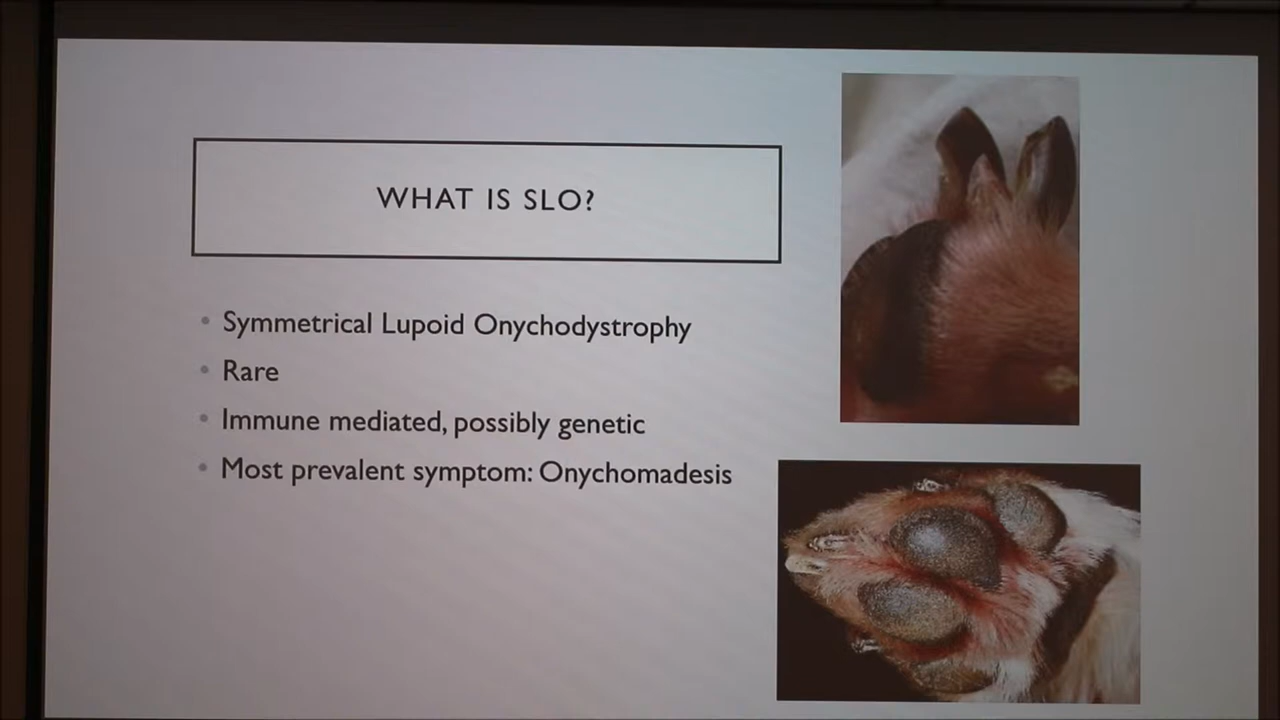 WHAT IS SLO?
• Symmetrical Lupoid Onychodystrophy
• Rare
• Immune mediated, possibly genetic
• Most prevalent symptom: Onychomadesis